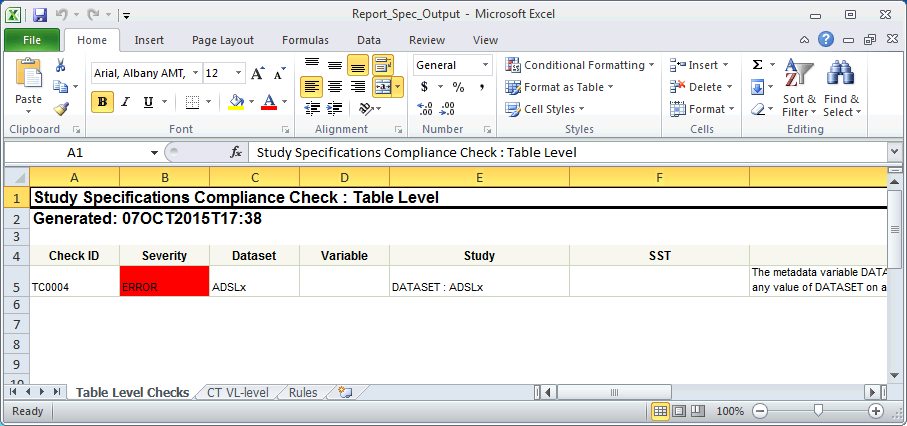 Report_Spec_Output - Microsoft Excel
File Home Insert Page Layout Formulas Data Review View
Paste
Clipboard
Arial, Albany AMT, 12
B I U A A
Font
Alignment
General
$ % ,
Number
Conditional Formatting
Format as Table
Cell Styles
Styles
Insert
Delete
Format
Cells
Σ
Sort & Filter
Find & Select
Editing
A1 fx Study Specifications Compliance Check : Table Level
A B C D E F
1 Study Specifications Compliance Check : Table Level
2 Generated: 07OCT2015T17:38
3
4 Check ID Severity Dataset Variable Study SST
The metadata variable DATA
5 TC0004 ERROR ADSLx DATASET : ADSLx any value of DATASET on a
6
7
8
9
10
Table Level Checks CT VL-level Rules
Ready 100%